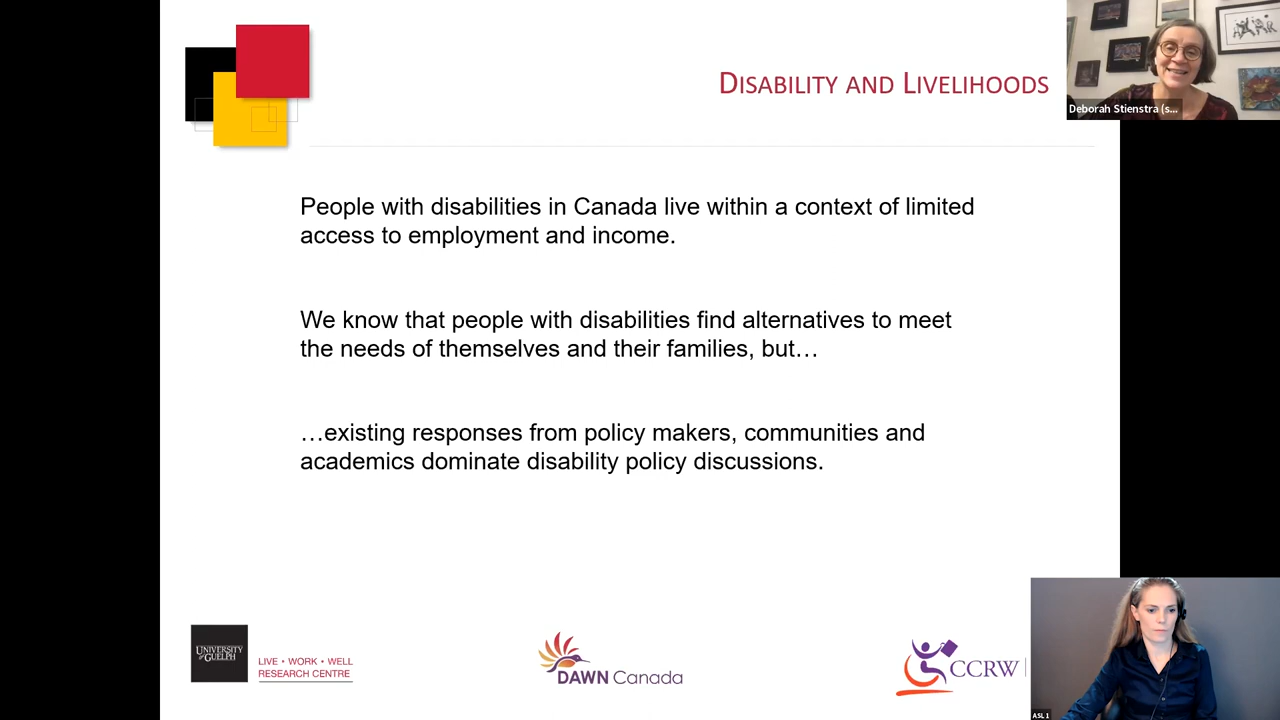 DISABILITY AND LIVELIHOODS
Deborah Stienstra (s...
People with disabilities in Canada live within a context of limited
access to employment and income.
We know that people with disabilities find alternatives to meet
the needs of themselves and their families, but…
…existing responses from policy makers, communities and
academics dominate disability policy discussions.
UNIVERSITY
of GUELPH
LIVE • WORK • WELL
RESEARCH CENTRE
DAWN Canada
CCRW
ASL 1